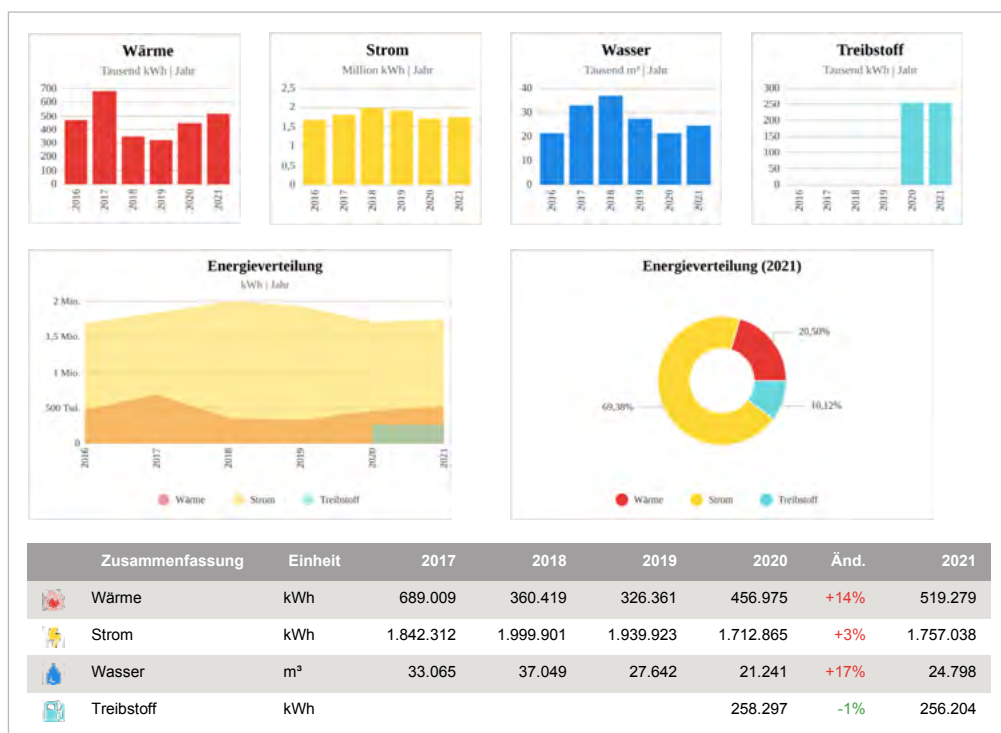 Wärme
Tausend kWh | Jahr
700
600
500
400
300
200
100
0
2016
2017
2018
2019
2020
2021
Strom
Million kWh | Jahr
2,5
2
1,5
1
0,5
0
2016
2017
2018
2019
2020
2021
Wasser
Tausend m³ | Jahr
40
30
20
10
0
2016
2017
2018
2019
2020
2021
Treibstoff
Tausend kWh | Jahr
300
250
200
150
100
50
0
2016
2017
2018
2019
2020
2021
Energieverteilung
kWh | Jahr
2 Mio.
1,5 Mio.
1 Mio.
500 Tsd.
0
2016
2017
2018
2019
2020
2021
Wärme Strom Treibstoff
Energieverteilung (2021)
20,50%
69,38%
10,12%
Wärme Strom Treibstoff
Zusammenfassung Einheit 2017 2018 2019 2020 Änd. 2021
Wärme kWh 689.009 360.419 326.361 456.975 +14% 519.279
Strom kWh 1.842.312 1.999.901 1.939.923 1.712.865 +3% 1.757.038
Wasser m³ 33.065 37.049 27.642 21.241 +17% 24.798
Treibstoff kWh 258.297 -1% 256.204